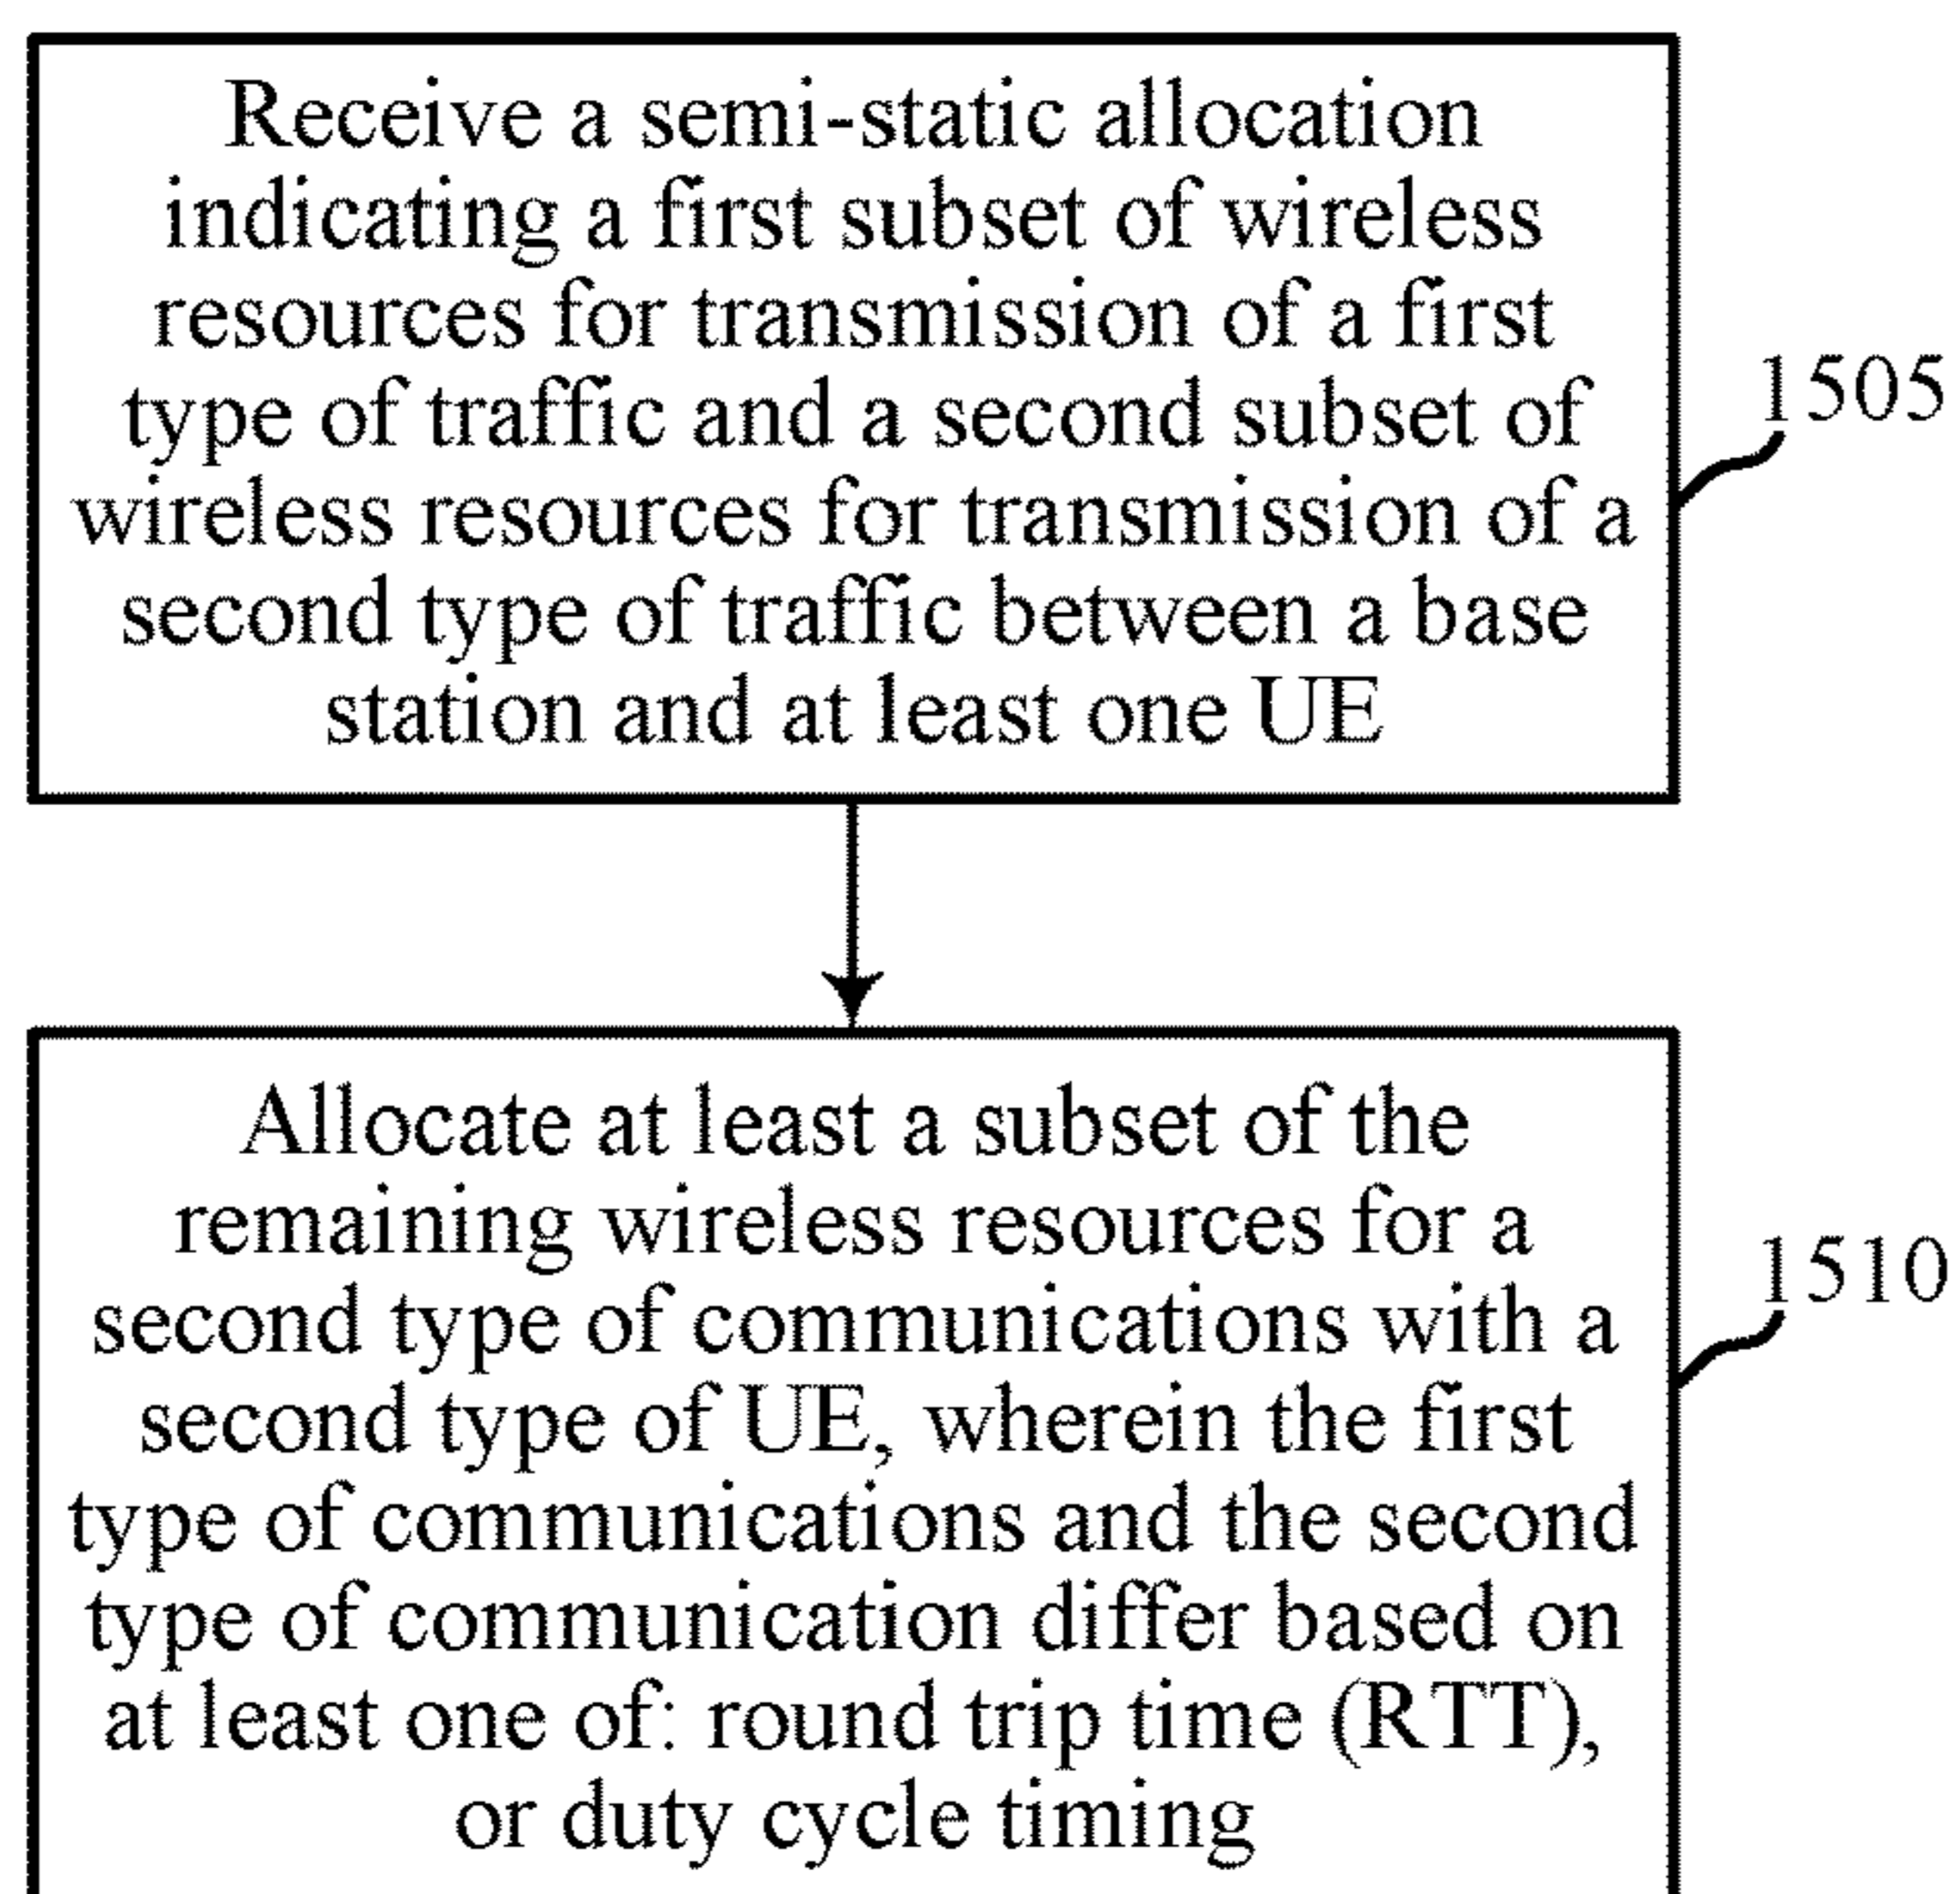 Receive a semi-static allocation
indicating a first subset of wireless
resources for transmission of a first
type of traffic and a second subset of
wireless resources for transmission of a
second type of traffic between a base
station and at least one UE
1505
Allocate at least a subset of the
remaining wireless resources for a
second type of communications with a
second type of UE, wherein the first
type of communications and the second
type of communication differ based on
at least one of: round trip time (RTT),
or duty cycle timing
1510